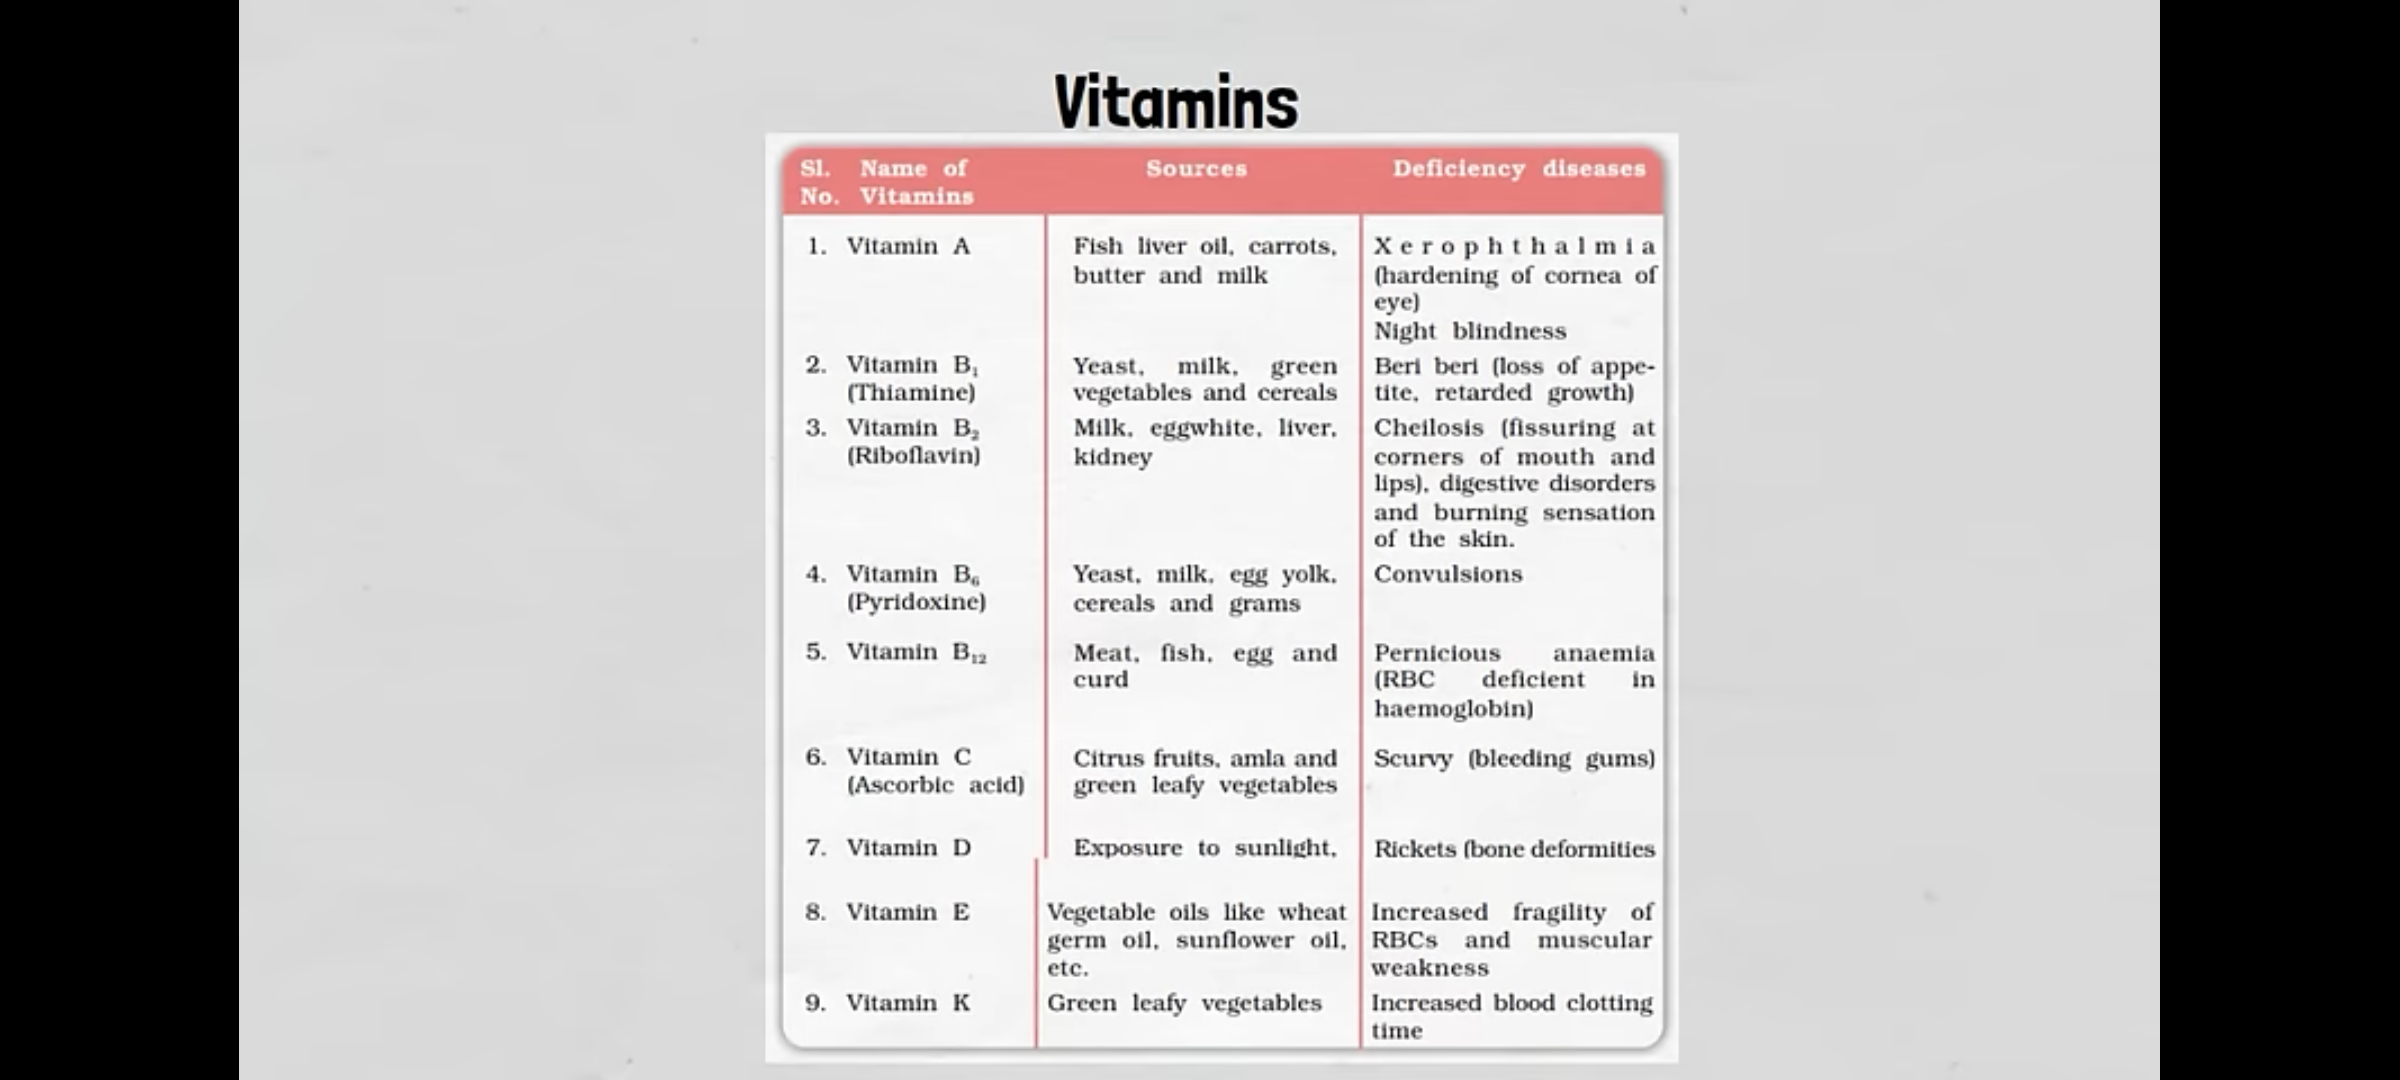 Vitamins
Sl. Name of Sources Deficiency diseases
No. Vitamins
1. Vitamin A Fish liver oil, carrots, Xerophthalmia
butter and milk (hardening of cornea of
eye)
Night blindness
2. Vitamin B₁ Yeast, milk, green Beri beri (loss of appe-
(Thiamine) vegetables and cereals tite, retarded growth)
3. Vitamin B₂ Milk, eggwhite, liver, Cheilosis (fissuring at
(Riboflavin) kidney corners of mouth and
lips), digestive disorders
and burning sensation
of the skin.
4. Vitamin B₆ Yeast, milk, egg yolk, Convulsions
(Pyridoxine) cereals and grams
5. Vitamin B₁₂ Meat, fish, egg and Pernicious anaemia
curd (RBC deficient in
haemoglobin)
6. Vitamin C Citrus fruits, amla and Scurvy (bleeding gums)
(Ascorbic acid) green leafy vegetables
7. Vitamin D Exposure to sunlight, Rickets (bone deformities
8. Vitamin E Vegetable oils like wheat Increased fragility of
germ oil, sunflower oil, RBCs and muscular
etc. weakness
9. Vitamin K Green leafy vegetables Increased blood clotting
time